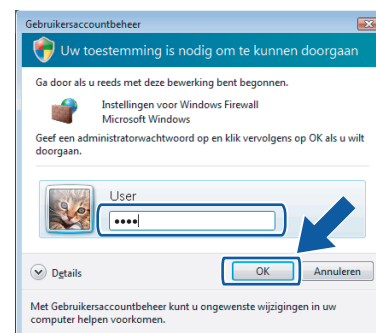 Gebruikersaccountbeheer
Uw toestemming is nodig om te kunnen doorgaan
Ga door als u reeds met deze bewerking bent begonnen.
Instellingen voor Windows Firewall
Microsoft Windows
Geef een administratorwachtwoord op en klik vervolgens op OK als u wilt
doorgaan.
User
••••
Details
OK
Annuleren
Met Gebruikersaccountbeheer kunt u ongewenste wijzigingen in uw
computer helpen voorkomen.